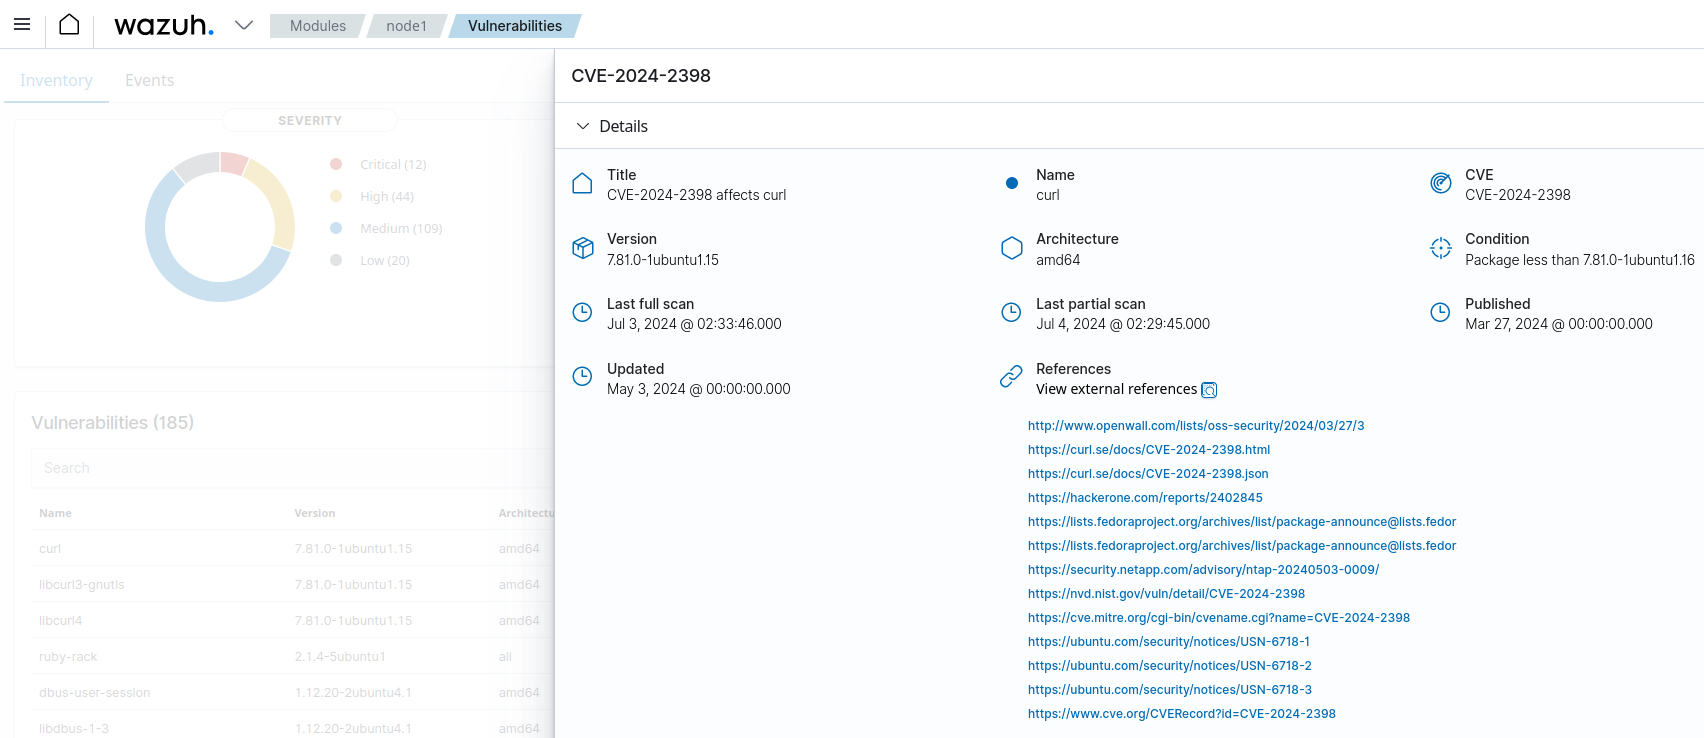 wazuh.
Modules
node1
Vulnerabilities
Inventory
Events
SEVERITY
Critical (12)
High (44)
Medium (109)
Low (20)
Vulnerabilities (185)
Search
Name Version Architectu
curl 7.81.0-1ubuntu1.15 amd64
libcurl3-gnutls 7.81.0-1ubuntu1.15 amd64
libcurl4 7.81.0-1ubuntu1.15 amd64
ruby-rack 2.1.4-5ubuntu1 all
dbus-user-session 1.12.20-2ubuntu4.1 amd64
libdbus-1-3 1.12.20-2ubuntu4.1 amd64
CVE-2024-2398
Details
Title
CVE-2024-2398 affects curl
Name
curl
CVE
CVE-2024-2398
Version
7.81.0-1ubuntu1.15
Architecture
amd64
Condition
Package less than 7.81.0-1ubuntu1.16
Last full scan
Jul 3, 2024 @ 02:33:46.000
Last partial scan
Jul 4, 2024 @ 02:29:45.000
Published
Mar 27, 2024 @ 00:00:00.000
Updated
May 3, 2024 @ 00:00:00.000
References
View external references
http://www.openwall.com/lists/oss-security/2024/03/27/3
https://curl.se/docs/CVE-2024-2398.html
https://curl.se/docs/CVE-2024-2398.json
https://hackerone.com/reports/2402845
https://lists.fedoraproject.org/archives/list/package-announce@lists.fedor
https://lists.fedoraproject.org/archives/list/package-announce@lists.fedor
https://security.netapp.com/advisory/ntap-20240503-0009/
https://nvd.nist.gov/vuln/detail/CVE-2024-2398
https://cve.mitre.org/cgi-bin/cvename.cgi?name=CVE-2024-2398
https://ubuntu.com/security/notices/USN-6718-1
https://ubuntu.com/security/notices/USN-6718-2
https://ubuntu.com/security/notices/USN-6718-3
https://www.cve.org/CVERecord?id=CVE-2024-2398